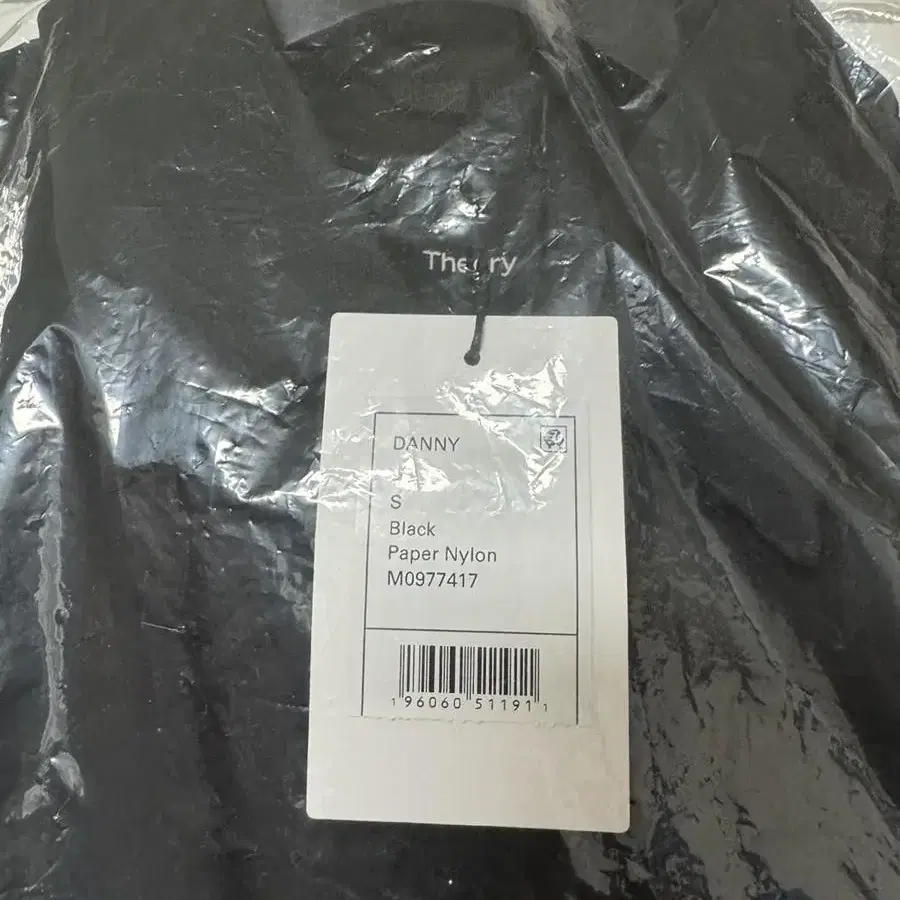 Theory
DANNY
S
Black
Paper Nylon
M0977417
1 96060 51191 1